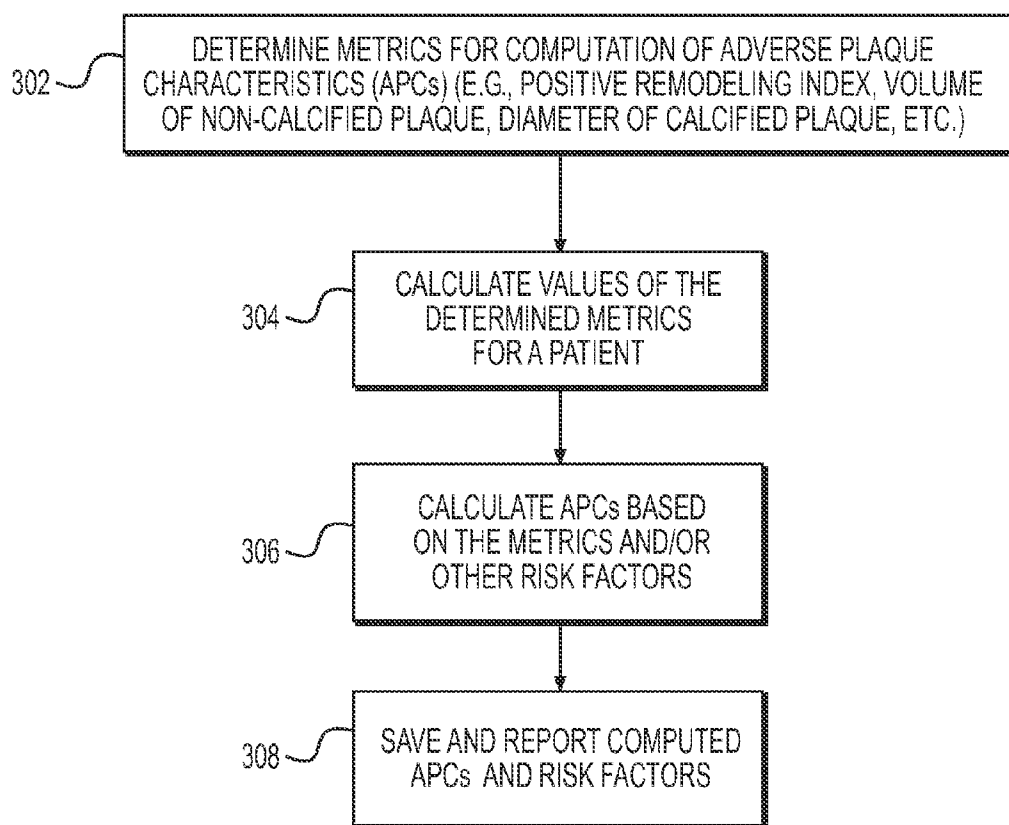 302
DETERMINE METRICS FOR COMPUTATION OF ADVERSE PLAQUE
CHARACTERISTICS (APCs) (E.G., POSITIVE REMODELING INDEX, VOLUME
OF NON-CALCIFIED PLAQUE, DIAMETER OF CALCIFIED PLAQUE, ETC.)
304
CALCULATE VALUES OF THE
DETERMINED METRICS
FOR A PATIENT
306
CALCULATE APCs BASED
ON THE METRICS AND/OR
OTHER RISK FACTORS
308
SAVE AND REPORT COMPUTED
APCs AND RISK FACTORS